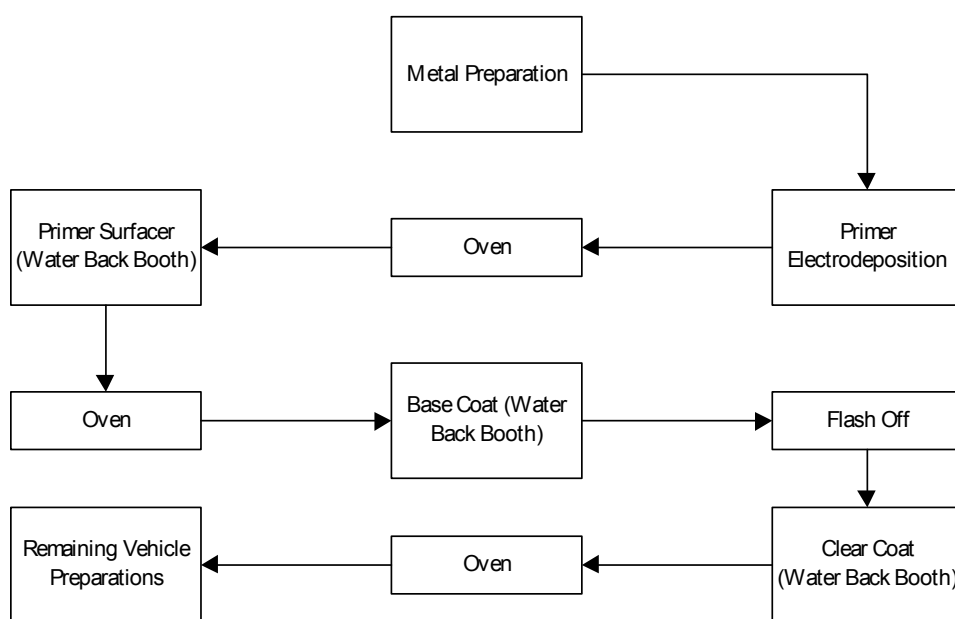 Metal Preparation
Primer Surfacer
(Water Back Booth)
Oven
Primer
Electrodeposition
Oven
Base Coat (Water
Back Booth)
Flash Off
Remaining Vehicle
Preparations
Oven
Clear Coat
(Water Back Booth)